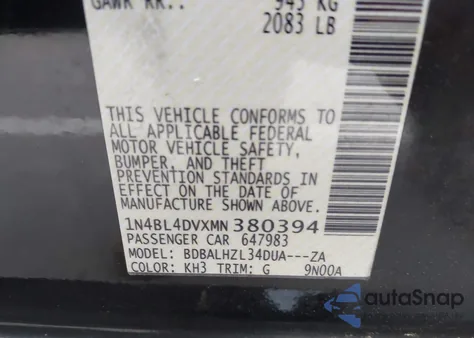 GAWR RR.: 945 KG
2083 LB
THIS VEHICLE CONFORMS TO
ALL APPLICABLE FEDERAL
MOTOR VEHICLE SAFETY,
BUMPER, AND THEFT
PREVENTION STANDARDS IN
EFFECT ON THE DATE OF
MANUFACTURE SHOWN ABOVE.
1N4BL4DVXMN380394
PASSENGER CAR 647983
MODEL: BDBALHZL34DUA---ZA
COLOR: KH3 TRIM: G 9N00A
autoSnap